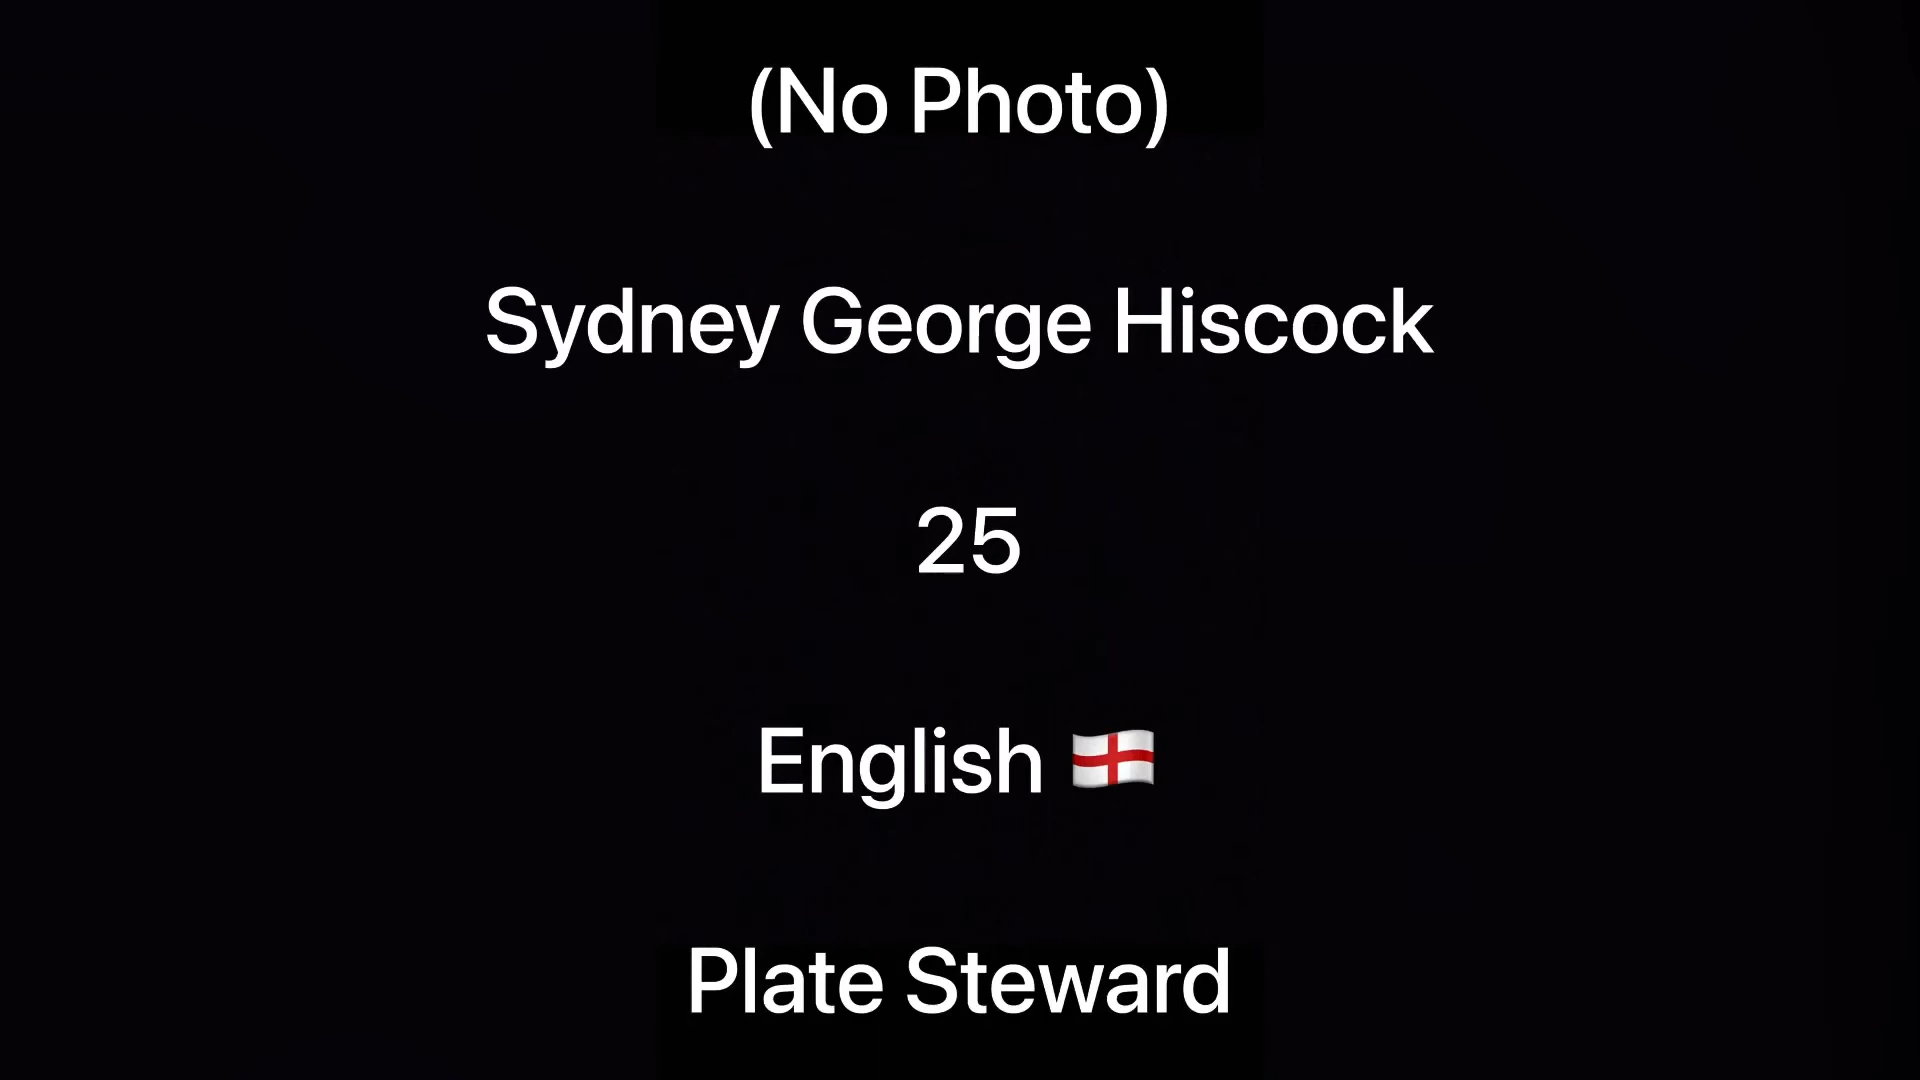 (No Photo)
Sydney George Hiscock
25
English 🏴󠁧󠁢󠁥󠁮󠁧󠁿
Plate Steward